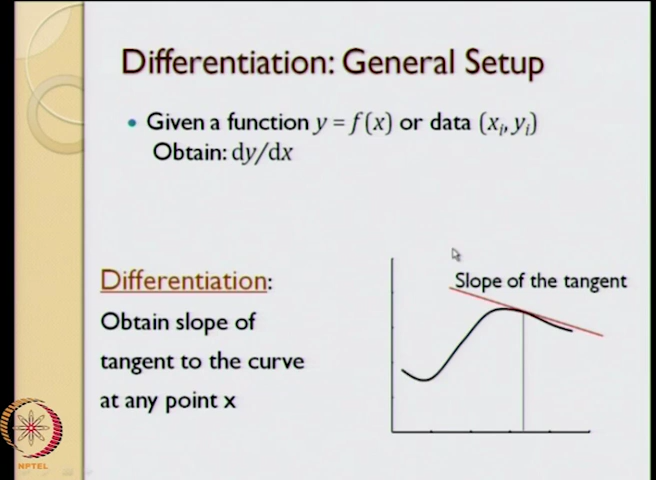 Differentiation: General Setup
• Given a function y = f(x) or data (xᵢ, yᵢ)
Obtain: dy/dx
Slope of the tangent
Differentiation:
Obtain slope of
tangent to the curve
at any point x
NPTEL